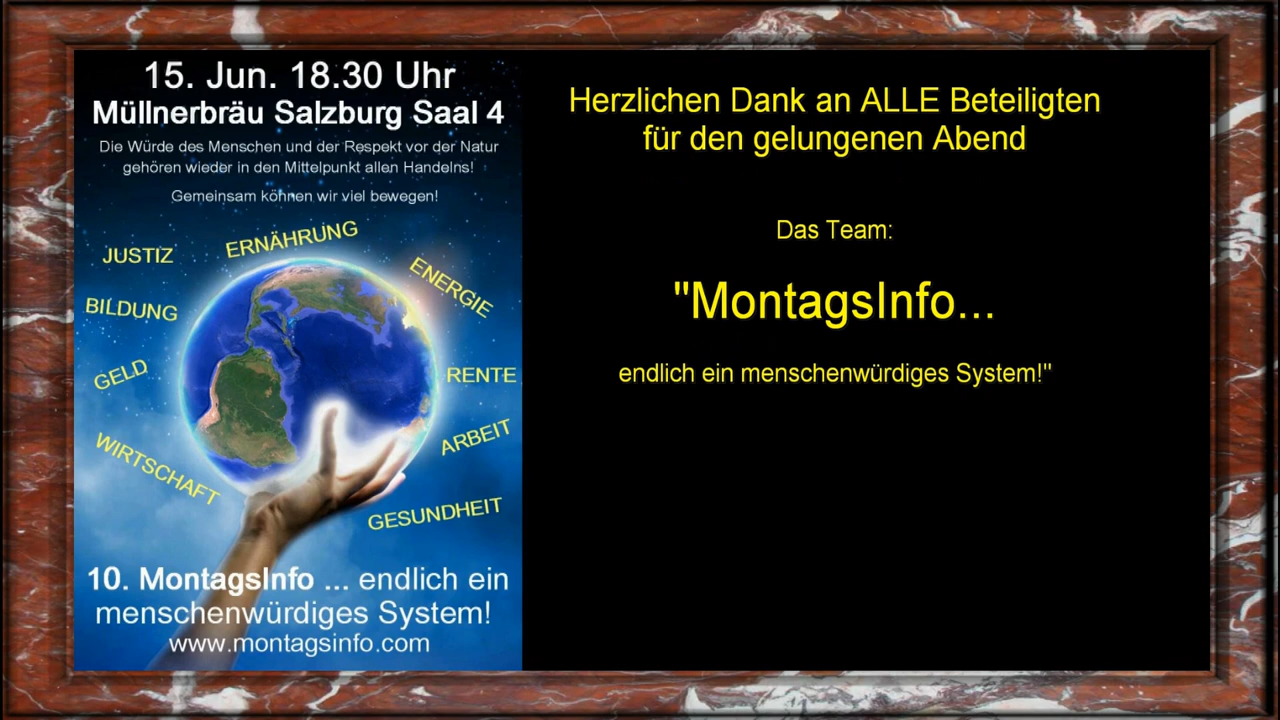 15. Jun. 18.30 Uhr
Müllnerbräu Salzburg Saal 4
Die Würde des Menschen und der Respekt vor der Natur
gehören wieder in den Mittelpunkt allen Handelns!
Gemeinsam können wir viel bewegen!
JUSTIZ
ERNÄHRUNG
ENERGIE
BILDUNG
GELD
RENTE
WIRTSCHAFT
ARBEIT
GESUNDHEIT
10. MontagsInfo ... endlich ein
menschenwürdiges System!
www.montagsinfo.com
Herzlichen Dank an ALLE Beteiligten
für den gelungenen Abend
Das Team:
"MontagsInfo...
endlich ein menschenwürdiges System!"